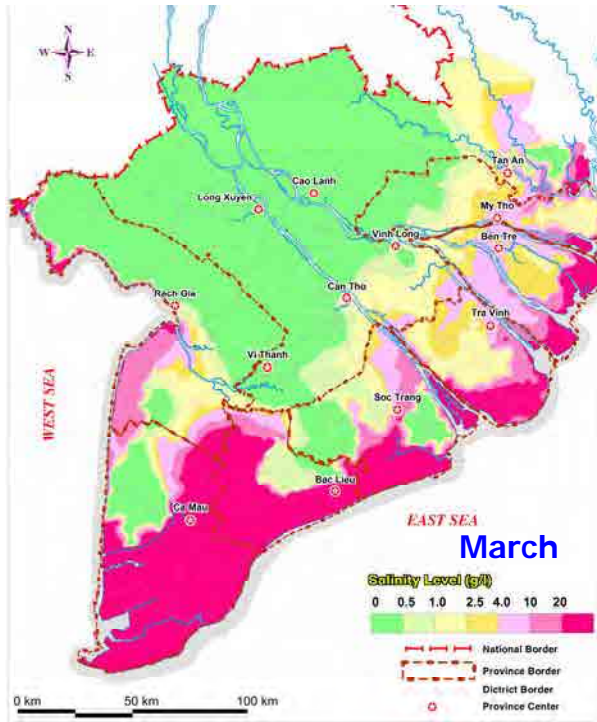 N
W E
S
Tan An
Cao Lanh
Long Xuyen
My Tho
Vinh Long
Ben Tre
Rach Gia
Can Tho
Tra Vinh
Vi Thanh
WEST SEA
Soc Trang
Bac Lieu
Ca Mau
EAST SEA
March
Salinity Level (g/l)
0 0.5 1.0 2.5 4.0 10 20
National Border
Province Border
Dictrict Border
Province Center
0 km 50 km 100 km